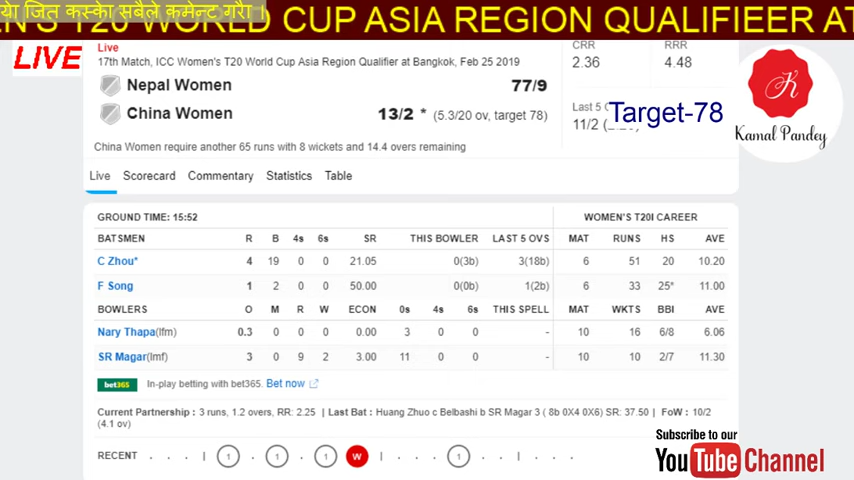 या जित कस्को सबैले कमेन्ट गरौ
EN'S T20 WORLD CUP ASIA REGION QUALIFIEER AT
LIVE
Live
17th Match, ICC Women's T20 World Cup Asia Region Qualifier at Bangkok, Feb 25 2019
Nepal Women 77/9
China Women 13/2 * (5.3/20 ov, target 78)
China Women require another 65 runs with 8 wickets and 14.4 overs remaining
CRR RRR
2.36 4.48
Last 5
11/2
Target-78
K
Kamal Pandey
Live Scorecard Commentary Statistics Table
GROUND TIME: 15:52 WOMEN'S T20I CAREER
BATSMEN R B 4s 6s SR THIS BOWLER LAST 5 OVS MAT RUNS HS AVE
C Zhou* 4 19 0 0 21.05 0(3b) 3(18b) 6 51 20 10.20
F Song 1 2 0 0 50.00 0(0b) 1(2b) 6 33 25* 11.00
BOWLERS O M R W ECON 0s 4s 6s THIS SPELL MAT WKTS BBI AVE
Nary Thapa(lfm) 0.3 0 0 0 0.00 3 0 0 - 10 16 6/8 6.06
SR Magar(lmf) 3 0 9 2 3.00 11 0 0 - 10 10 2/7 11.30
bet365 In-play betting with bet365. Bet now
Current Partnership : 3 runs, 1.2 overs, RR: 2.25 | Last Bat : Huang Zhuo c Belbashi b SR Magar 3 ( 8b 0X4 0X6) SR: 37.50 | FoW : 10/2
(4.1 ov)
RECENT . . . | 1 . 1 . 1 W | . . . 1 . . | . . .
Subscribe to our
YouTube Channel